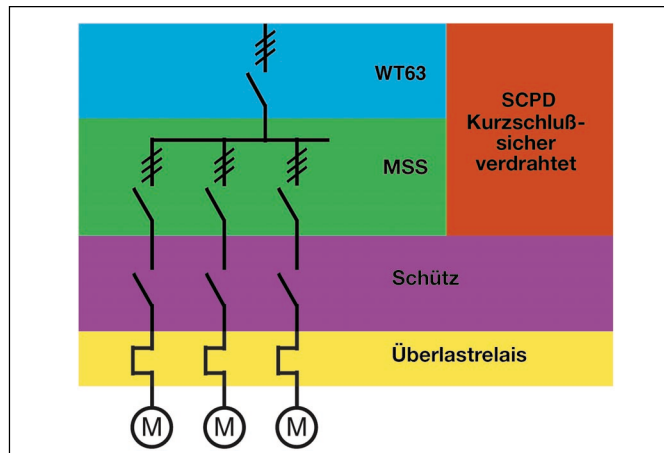 WT63
SCPD
Kurzschluß-
sicher
verdrahtet
MSS
Schütz
Überlastrelais
M M M